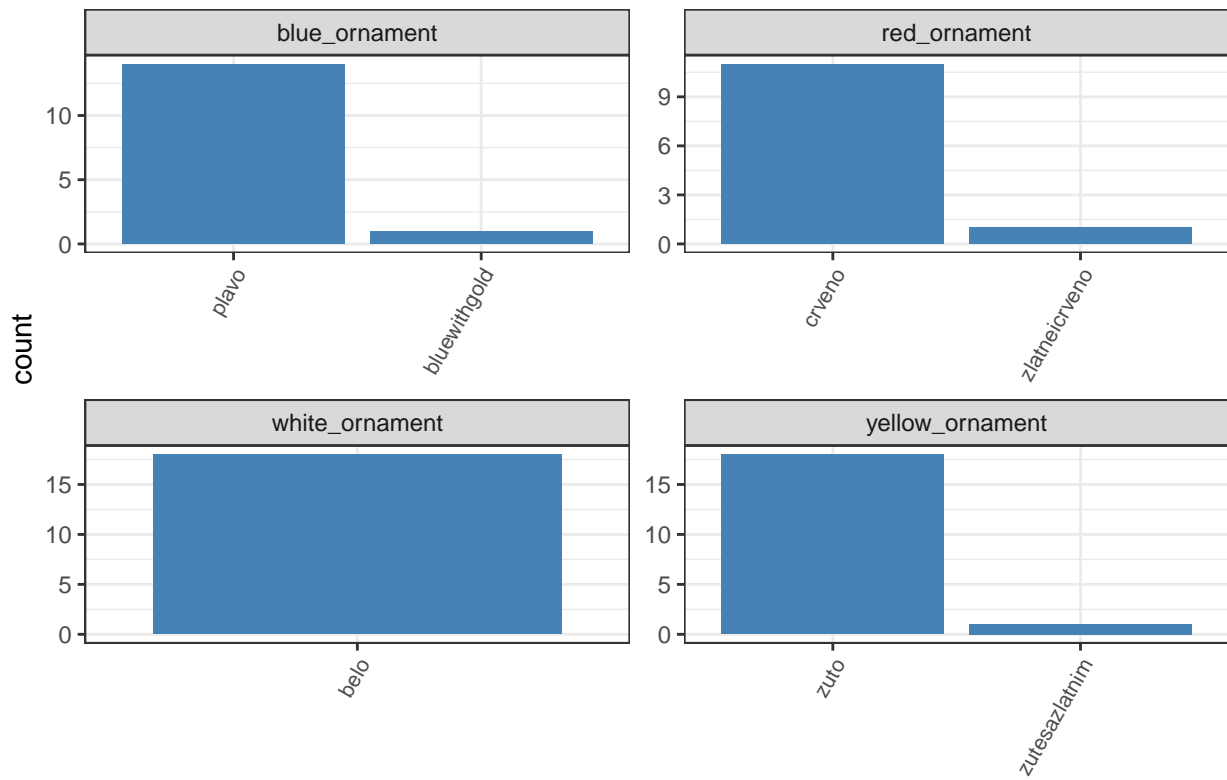 blue_ornament
red_ornament
10
5
0
9
6
3
0
plavo
bluewithgold
crveno
zlatneicrveno
count
white_ornament
yellow_ornament
15
10
5
0
15
10
5
0
belo
zuto
zutesazlatnim